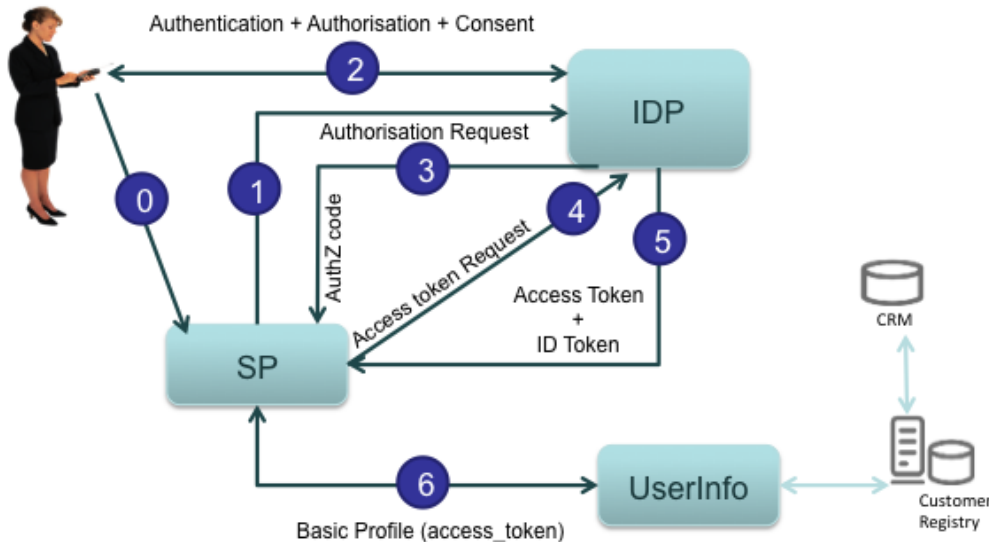 Authentication + Authorisation + Consent
2
IDP
Authorisation Request
0
1
3
4
5
AuthZ code
Access token Request
Access Token
+
ID Token
CRM
SP
6
UserInfo
Basic Profile (access_token)
Customer
Registry